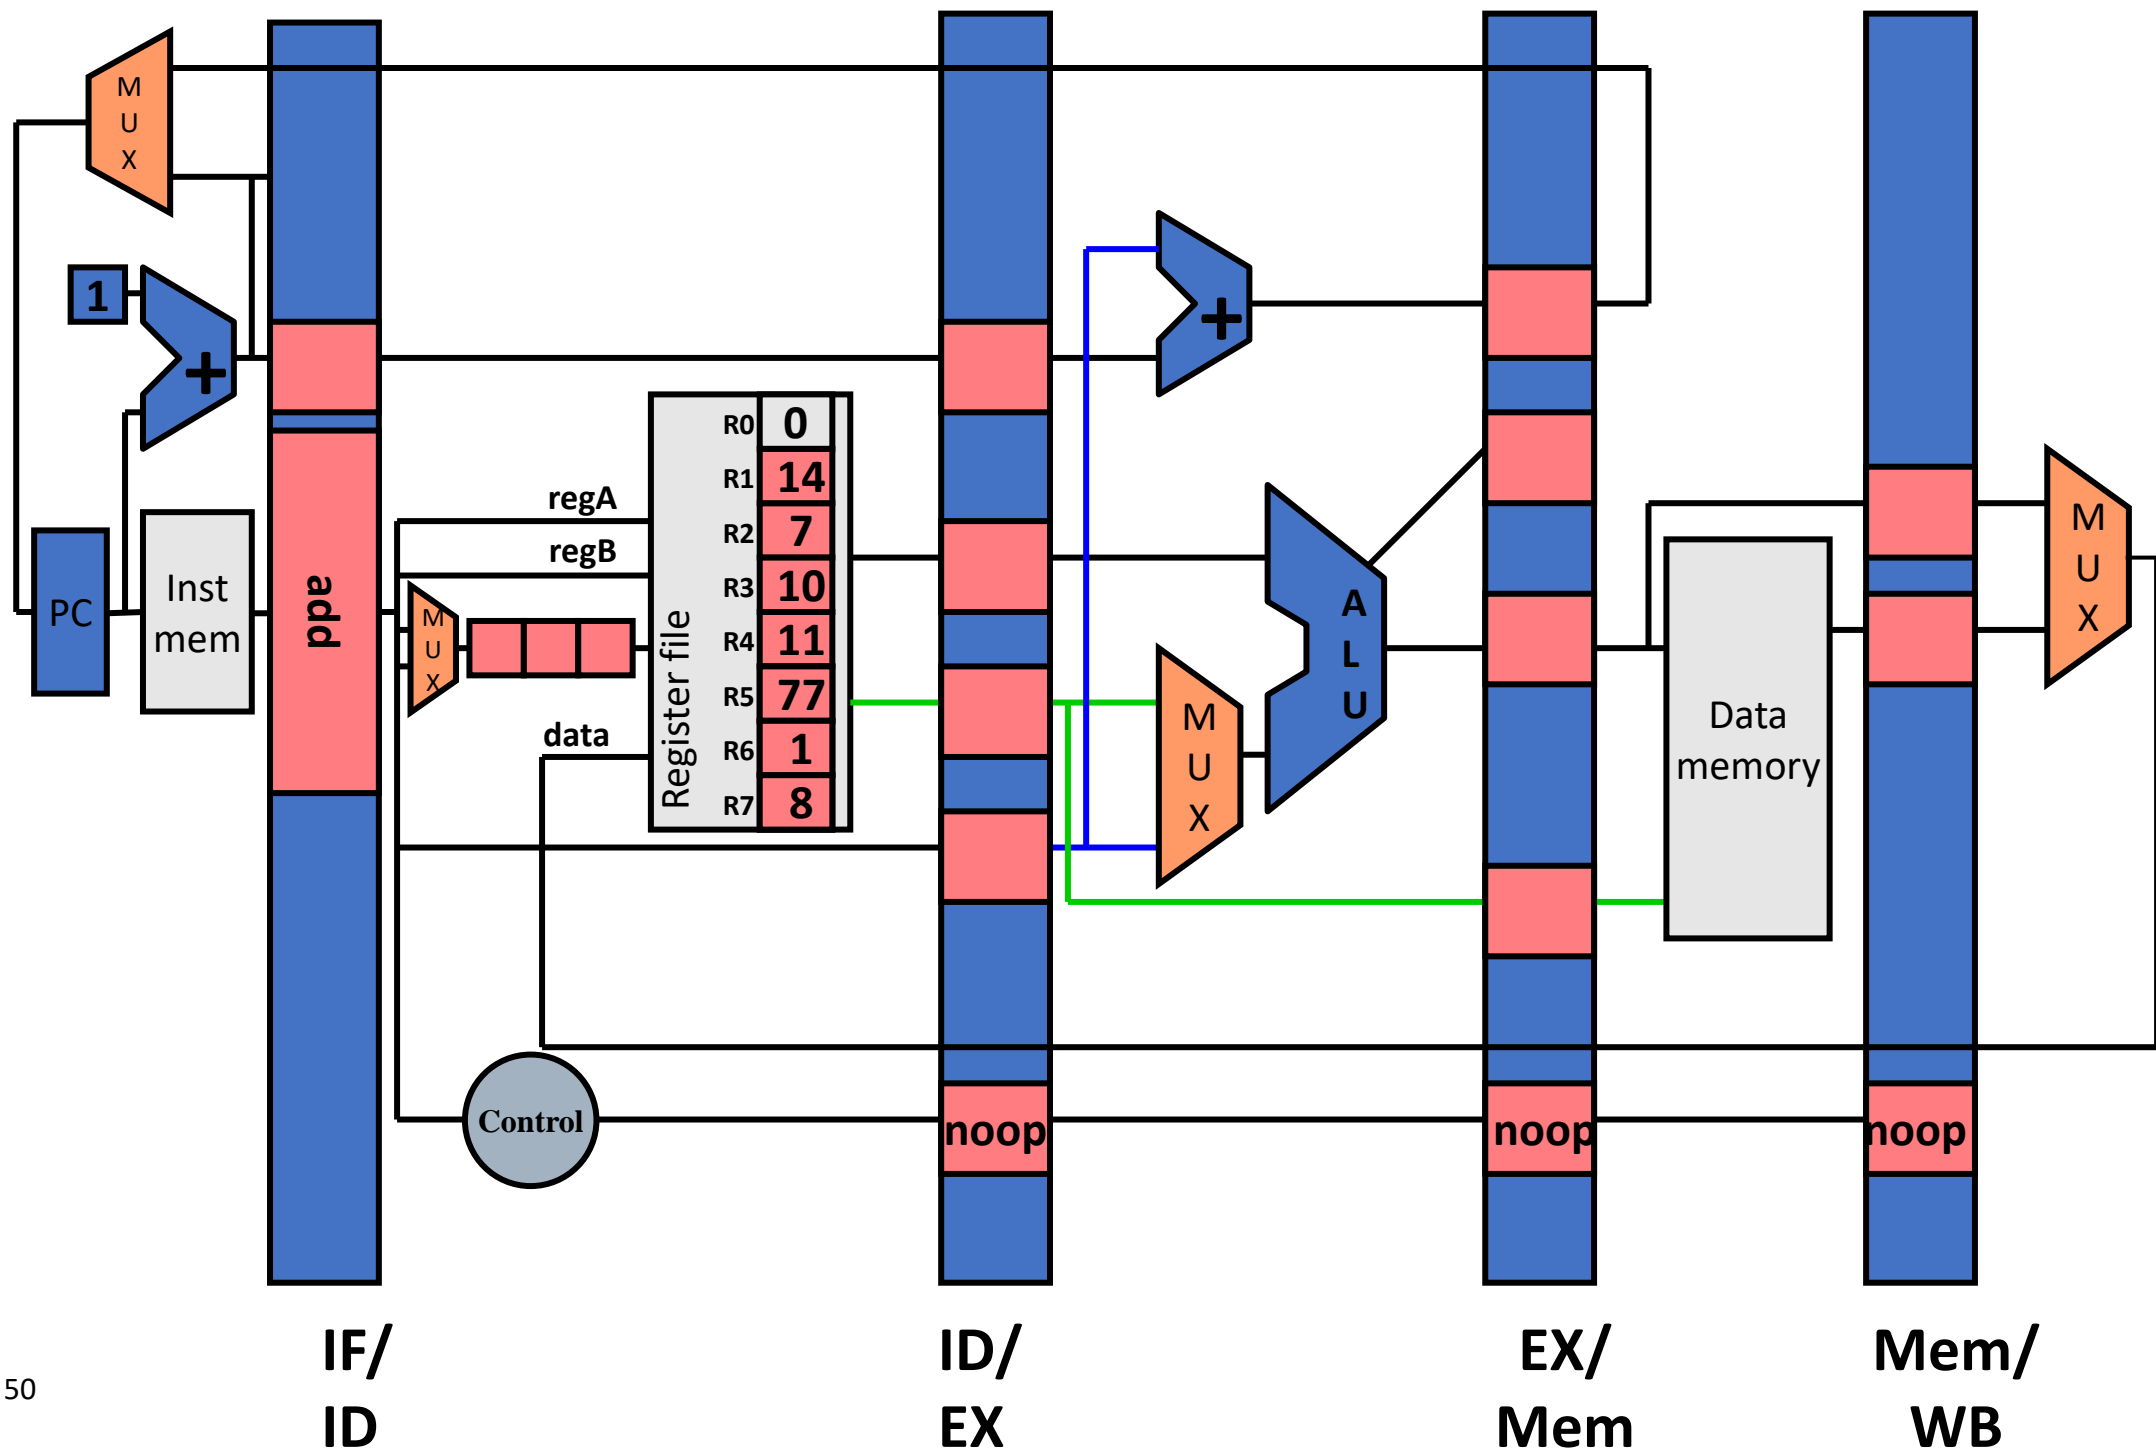 M
U
X
1
+
+
PC
Inst
mem
add
regA
regB
M
U
X
data
Register file
R0 0
R1 14
R2 7
R3 10
R4 11
R5 77
R6 1
R7 8
M
U
X
A
L
U
Data
memory
M
U
X
Control
noop
noop
noop
IF/
ID
ID/
EX
EX/
Mem
Mem/
WB
50